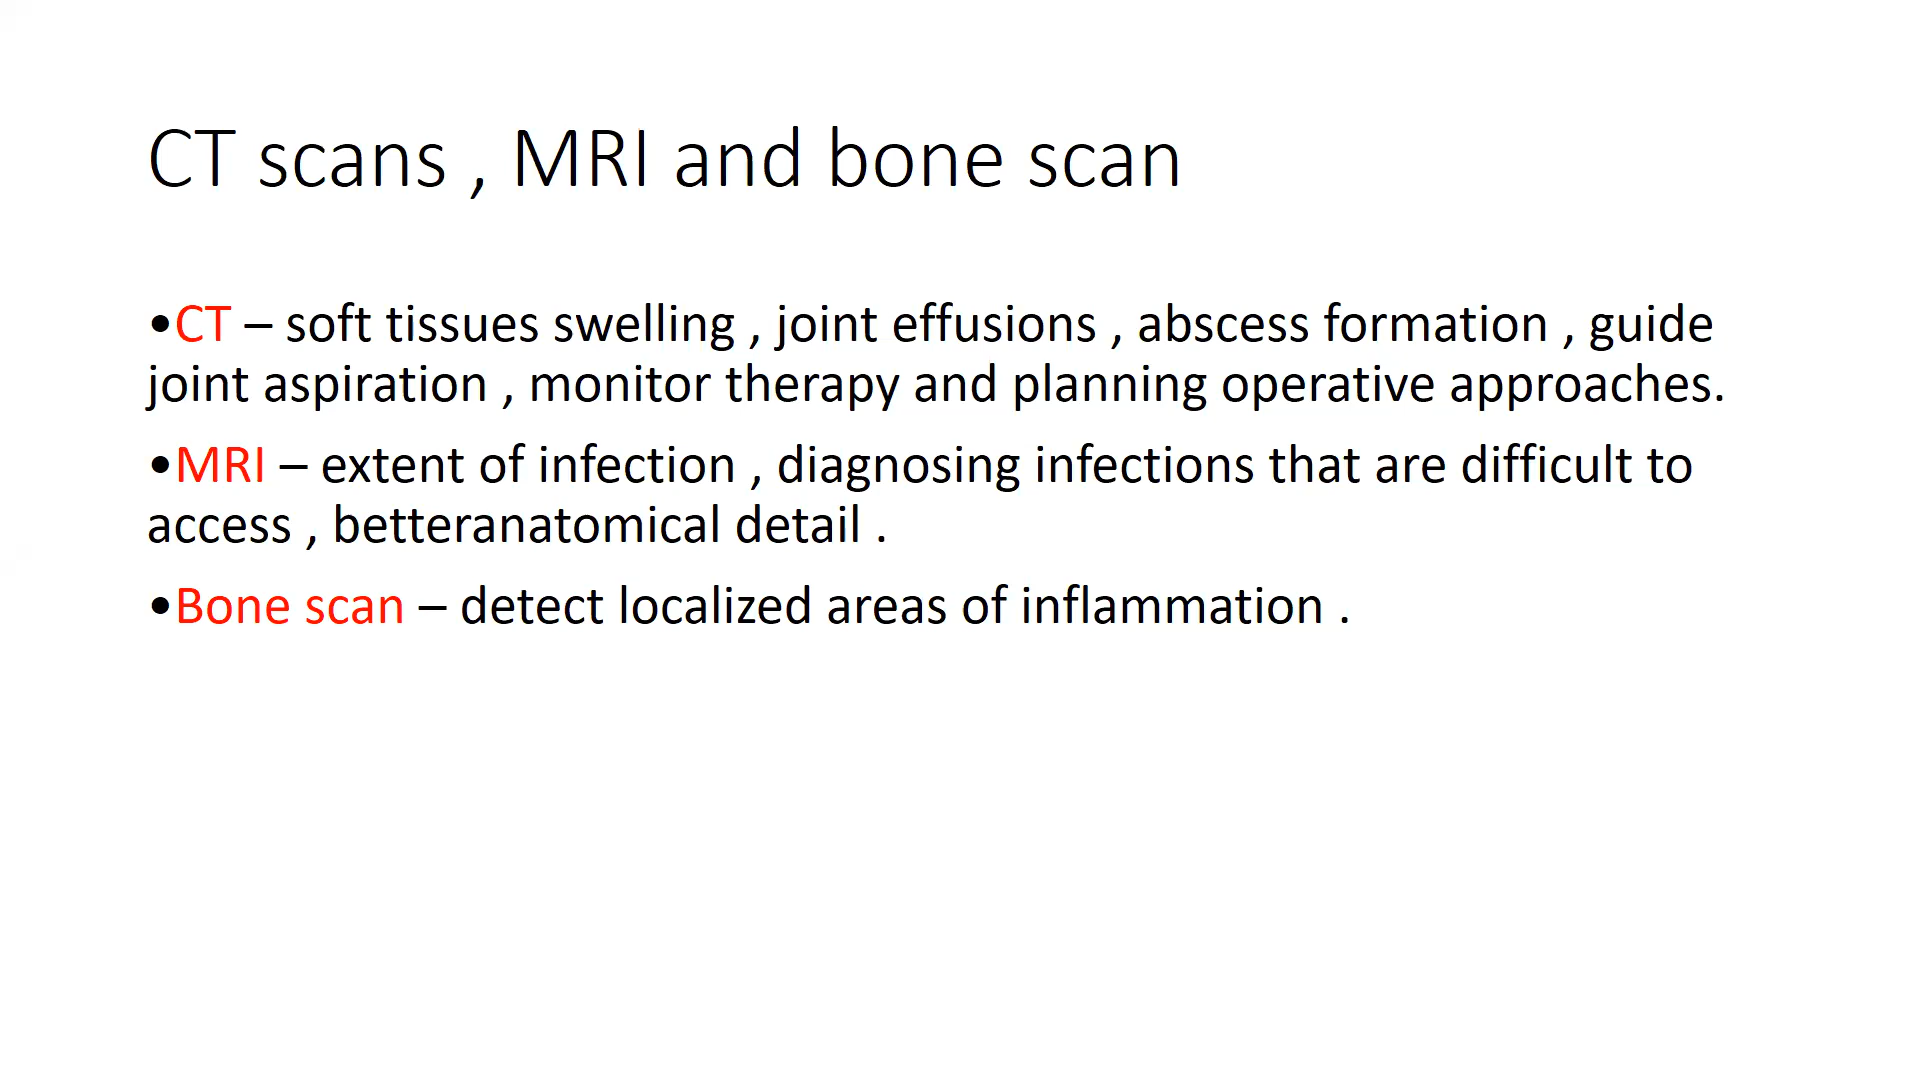 CT scans , MRI and bone scan
•CT – soft tissues swelling , joint effusions , abscess formation , guide
joint aspiration , monitor therapy and planning operative approaches.
•MRI – extent of infection , diagnosing infections that are difficult to
access , betteranatomical detail .
•Bone scan – detect localized areas of inflammation .